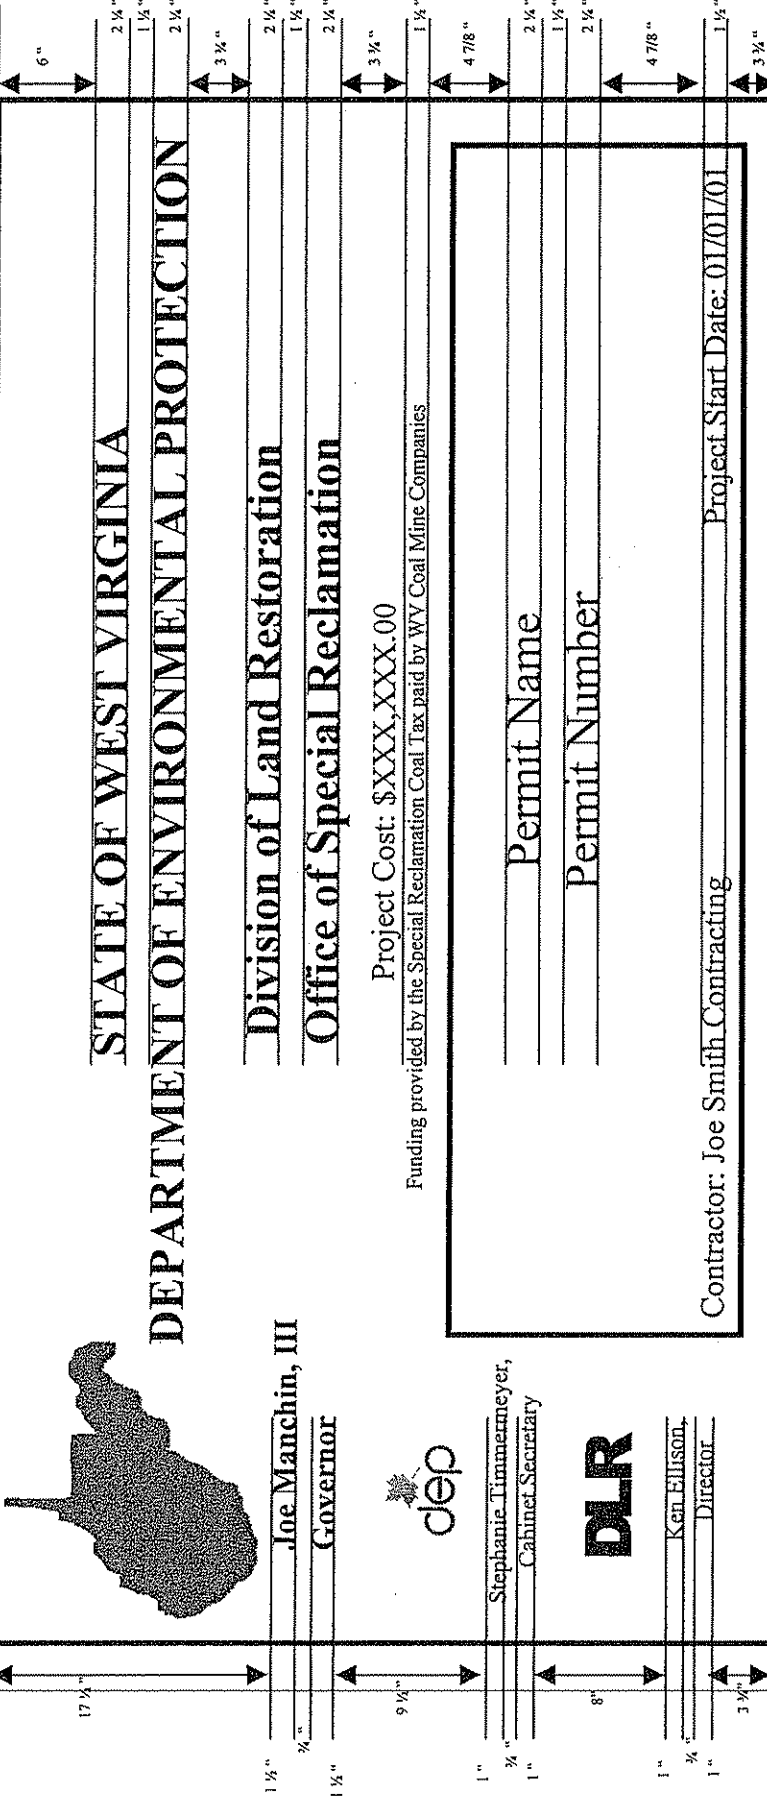 STATE OF WEST VIRGINIA
DEPARTMENT OF ENVIRONMENTAL PROTECTION
Division of Land Restoration
Office of Special Reclamation
Project Cost: $XXX,XXX.00
Funding provided by the Special Reclamation Coal Tax paid by WV Coal Mine Companies
Permit Name
Permit Number
Contractor: Joe Smith Contracting Project Start Date: 01/01/01
Joe Manchin, III
Governor
dep
Stephanie Timmermeyer,
Cabinet Secretary
DLR
Ken Ellison,
Director
17 ½"
1 ½"
¾"
1 ½"
9 ½"
1"
¾"
1"
8"
1"
¾"
1"
3 ¾"
6"
2 ¼"
1 ½"
2 ¼"
3 ¾"
2 ¼"
1 ½"
2 ¼"
3 ¾"
1 ½"
4 7/8"
2 ¼"
1 ½"
2 ¼"
4 7/8"
1 ½"
3 ¾"